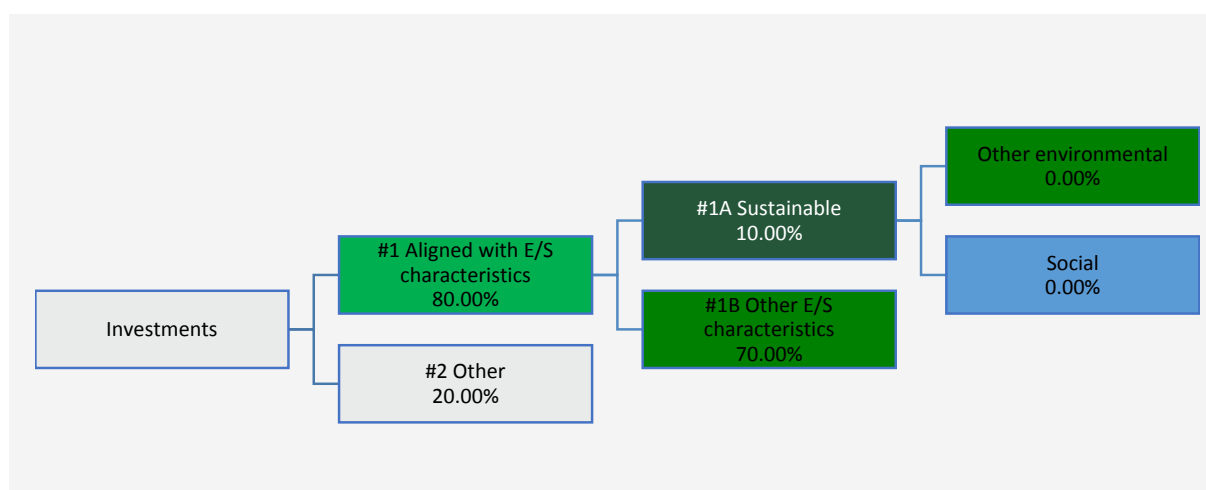 Investments
#1 Aligned with E/S
characteristics
80.00%
#2 Other
20.00%
#1A Sustainable
10.00%
#1B Other E/S
characteristics
70.00%
Other environmental
0.00%
Social
0.00%